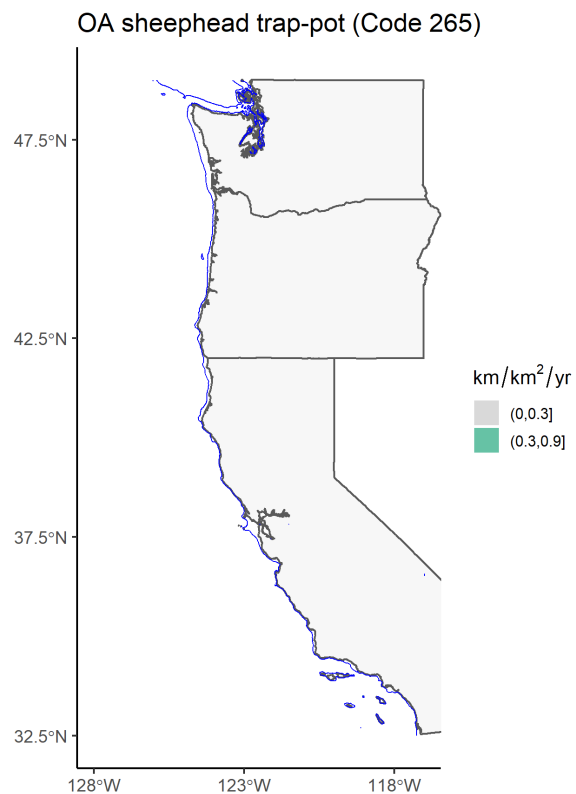 OA sheephead trap-pot (Code 265)
47.5°N
42.5°N
37.5°N
32.5°N
128°W
123°W
118°W
km/km²/yr
(0,0.3]
(0.3,0.9]